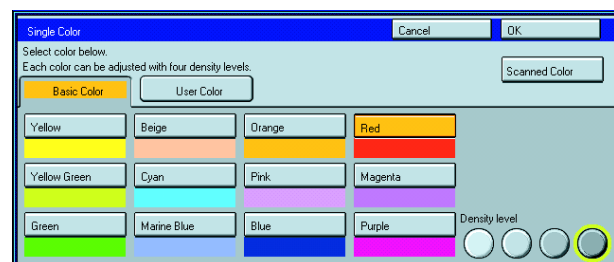 Single Color
Cancel
OK
Select color below.
Each color can be adjusted with four density levels.
Scanned Color
Basic Color
User Color
Yellow
Beige
Orange
Red
Yellow Green
Cyan
Pink
Magenta
Green
Marine Blue
Blue
Purple
Density level